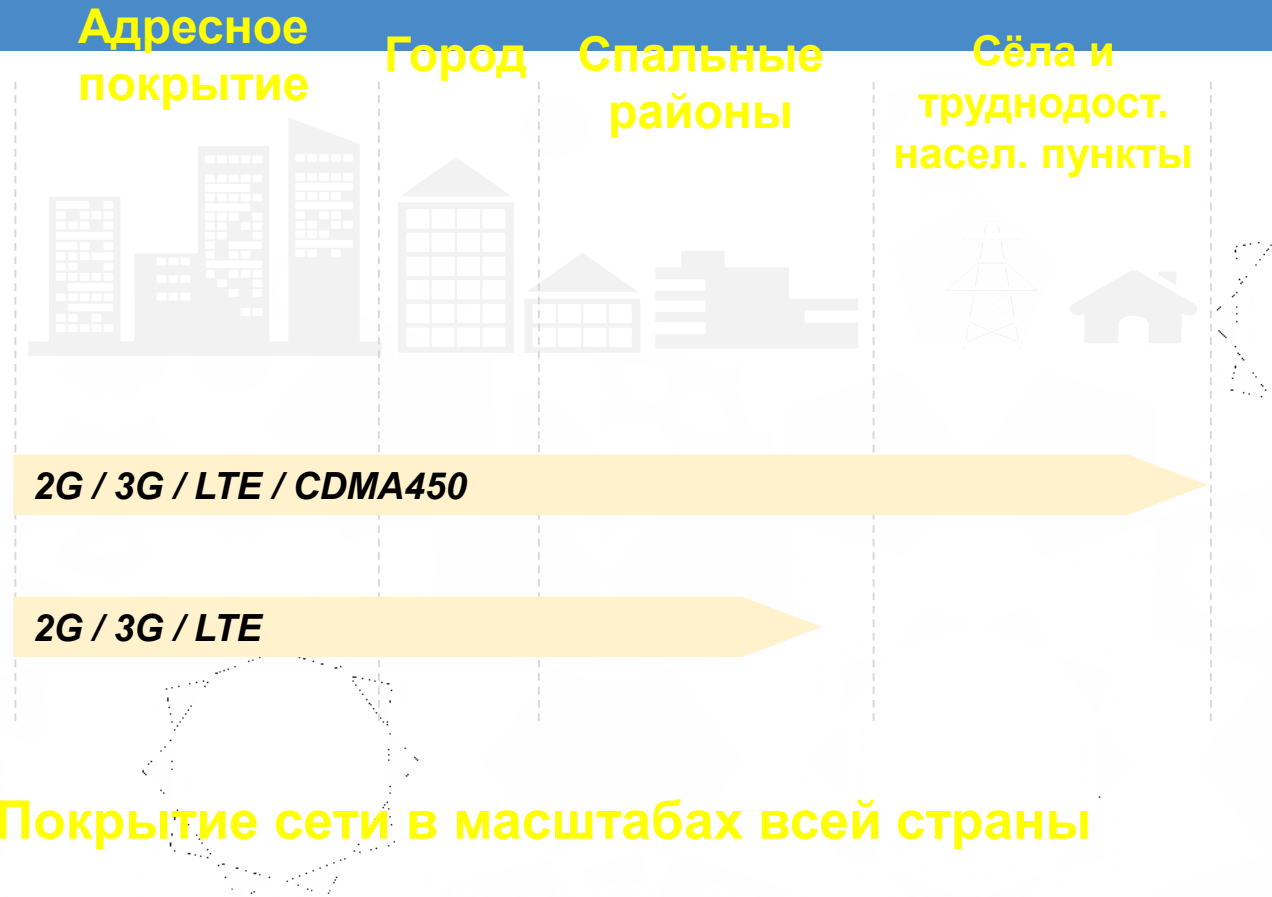 Адресное
покрытие
Город
Спальные
районы
Сёла и
труднодост.
насел. пункты
2G / 3G / LTE / CDMA450
2G / 3G / LTE
Покрытие сети в масштабах всей страны